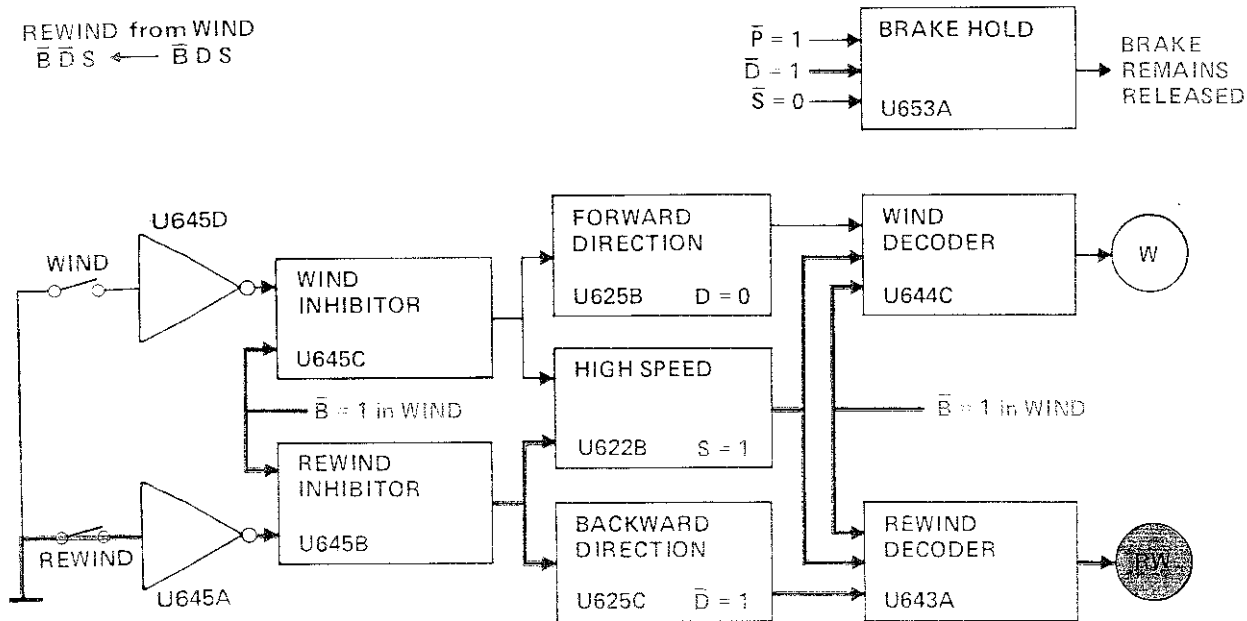 REWIND from WIND
B̅ D̅ S ← B̅ D S
P̅ = 1
D̅ = 1
S̅ = 0
BRAKE HOLD
U653A
BRAKE
REMAINS
RELEASED
U645D
WIND
WIND
INHIBITOR
U645C
FORWARD
DIRECTION
U625B D = 0
WIND
DECODER
U644C
W
B̅ = 1 in WIND
HIGH SPEED
U622B S = 1
B̅ = 1 in WIND
REWIND
INHIBITOR
U645B
REWIND
U645A
BACKWARD
DIRECTION
U625C D̅ = 1
REWIND
DECODER
U643A
RW